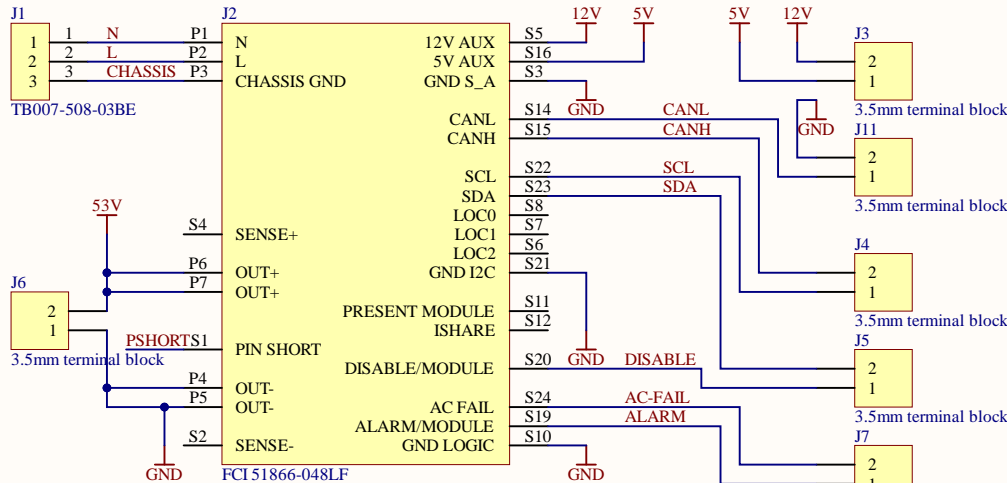 J1
1 1 N P1
2 2 L P2
3 3 CHASSIS P3
TB007-508-03BE
J2
N
L
CHASSIS GND
12V AUX S5
5V AUX S16
GND S_A S3
CANL S14 CANL
CANH S15 CANH
SCL S22 SCL
SDA S23 SDA
LOC0 S8
LOC1 S7
LOC2 S6
GND I2C S21
PRESENT MODULE S11
ISHARE S12
DISABLE/MODULE S20 DISABLE
AC FAIL S24 AC-FAIL
ALARM/MODULE S19 ALARM
GND LOGIC S10
53V
S4 SENSE+
P6 OUT+
P7 OUT+
PSHORT S1 PIN SHORT
P4 OUT-
P5 OUT-
S2 SENSE-
GND
FCI 51866-048LF
J6
2
1
3.5mm terminal block
12V
5V
5V
12V
GND
GND
GND
GND
J3
2
1
3.5mm terminal block
J11
2
1
3.5mm terminal block
J4
2
1
3.5mm terminal block
J5
2
1
3.5mm terminal block
J7
2
1